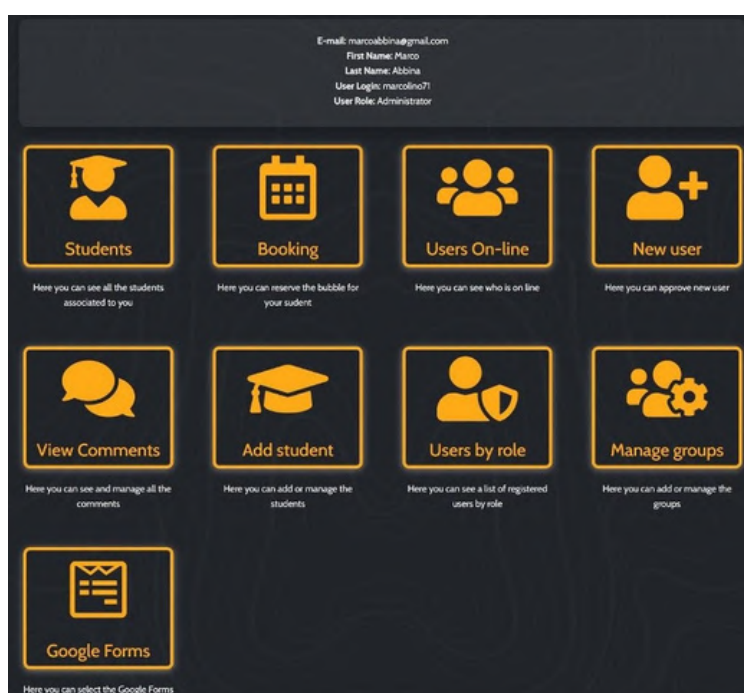 E-mail: marcoabbina@gmail.com
First Name: Marco
Last Name: Abbina
User Login: marcolino71
User Role: Administrator
Students
Booking
Users On-line
New user
Here you can see all the students
associated to you
Here you can reserve the bubble for
your sudent
Here you can see who is on line
Here you can approve new user
View Comments
Add student
Users by role
Manage groups
Here you can see and manage all the
comments
Here you can add or manage the
students
Here you can see a list of registered
users by role
Here you can add or manage the
groups
Google Forms
Here you can select the Google Forms